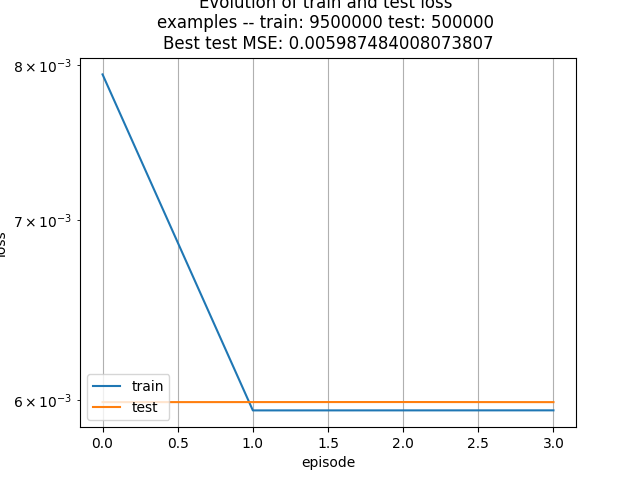 Evolution of train and test loss
examples -- train: 9500000 test: 500000
Best test MSE: 0.005987484008073807
8 × 10⁻³
7 × 10⁻³
6 × 10⁻³
loss
train
test
0.0 0.5 1.0 1.5 2.0 2.5 3.0
episode